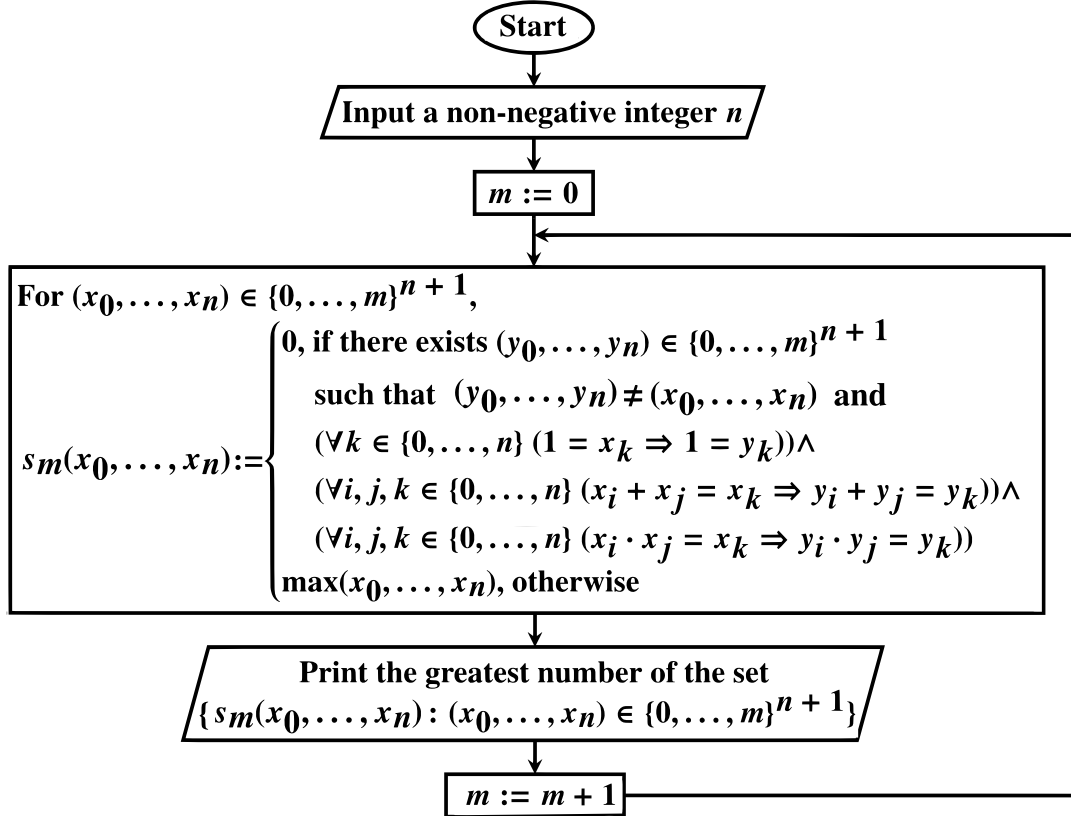 Start
Input a non-negative integer n
m := 0
For (x₀, . . . , xₙ) ∈ {0, . . . , m}ⁿ ⁺ ¹,
0, if there exists (y₀, . . . , yₙ) ∈ {0, . . . , m}ⁿ ⁺ ¹
such that (y₀, . . . , yₙ) ≠ (x₀, . . . , xₙ) and
(∀k ∈ {0, . . . , n} (1 = xₖ ⇒ 1 = yₖ))∧
sₘ(x₀, . . . , xₙ):=
(∀i, j, k ∈ {0, . . . , n} (xᵢ + xⱼ = xₖ ⇒ yᵢ + yⱼ = yₖ))∧
(∀i, j, k ∈ {0, . . . , n} (xᵢ · xⱼ = xₖ ⇒ yᵢ · yⱼ = yₖ))
max(x₀, . . . , xₙ), otherwise
Print the greatest number of the set
{ sₘ(x₀, . . . , xₙ) : (x₀, . . . , xₙ) ∈ {0, . . . , m}ⁿ ⁺ ¹}
m := m + 1